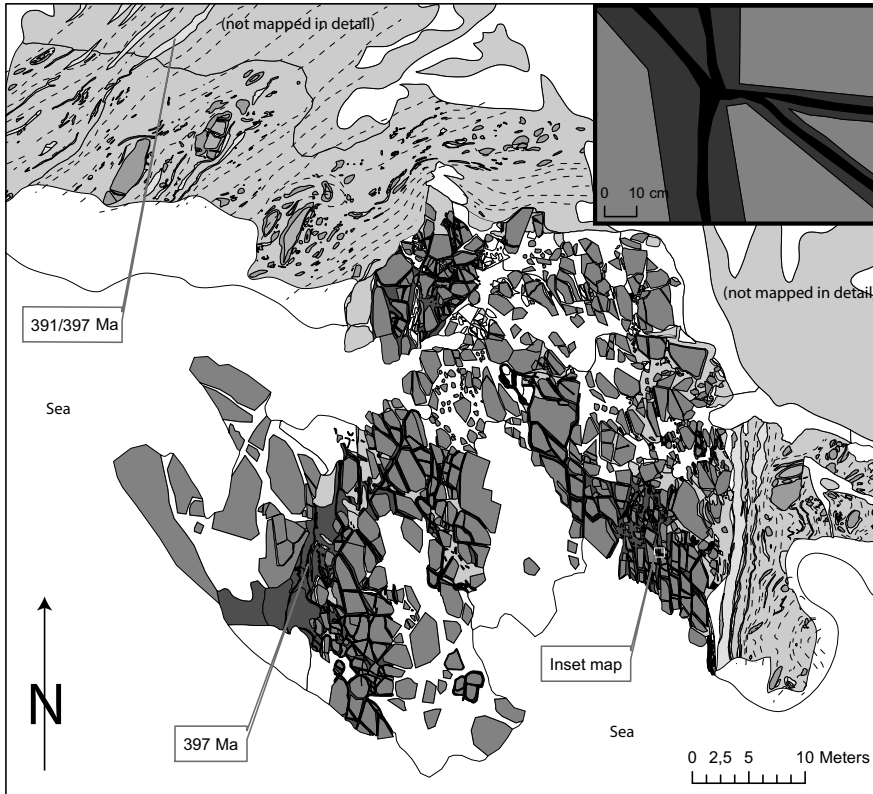 (not mapped in detail)
0 10 cm
(not mapped in detail
391/397 Ma
Sea
Inset map
N
397 Ma
Sea
0 2,5 5 10 Meters